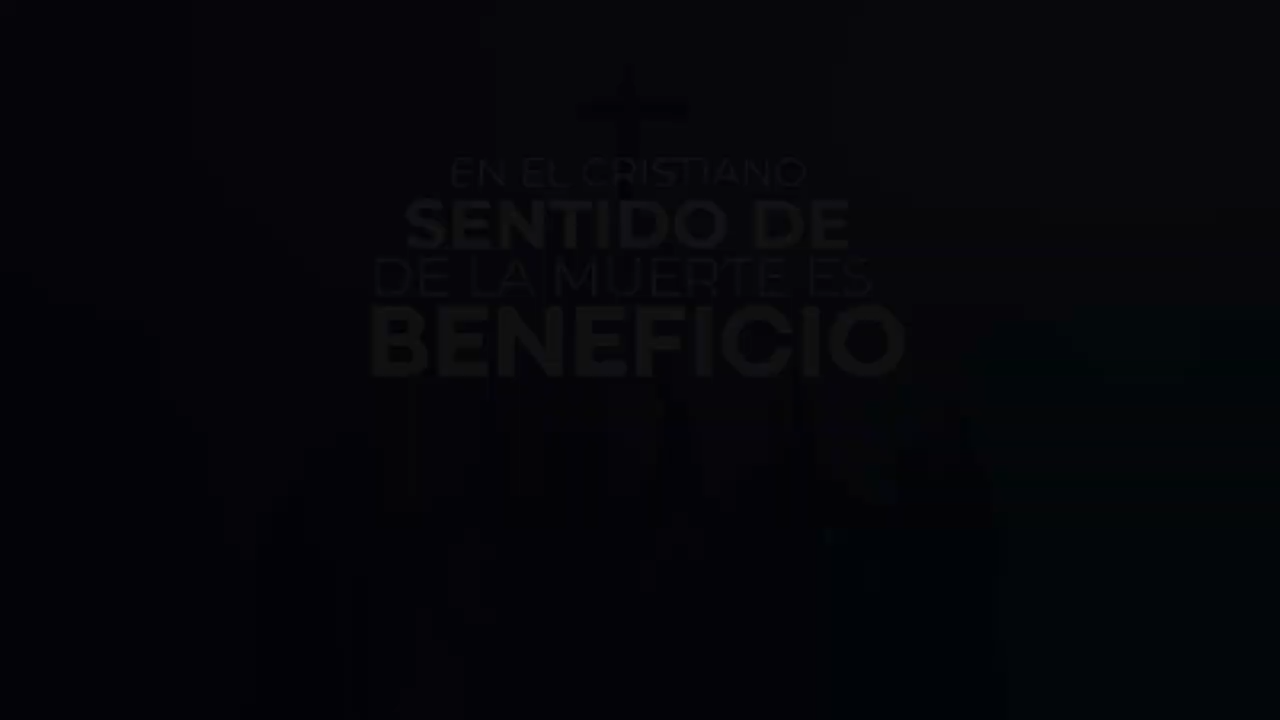 EN EL CRISTIANO
SENTIDO DE
DE LA MUERTE ES
BENEFICIO